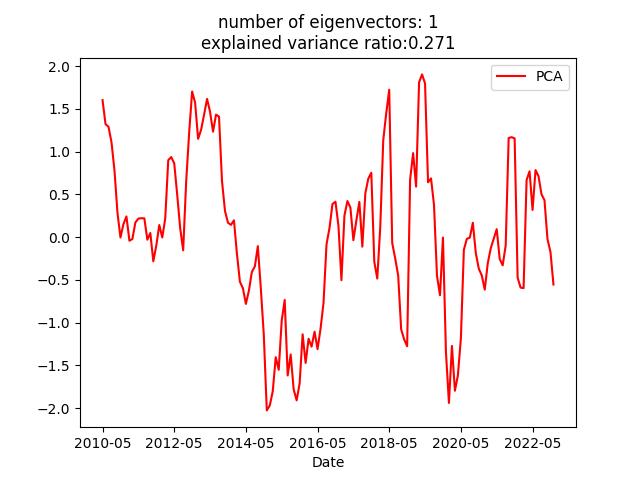 number of eigenvectors: 1
explained variance ratio:0.271
PCA
2.0
1.5
1.0
0.5
0.0
−0.5
−1.0
−1.5
−2.0
2010-05 2012-05 2014-05 2016-05 2018-05 2020-05 2022-05
Date